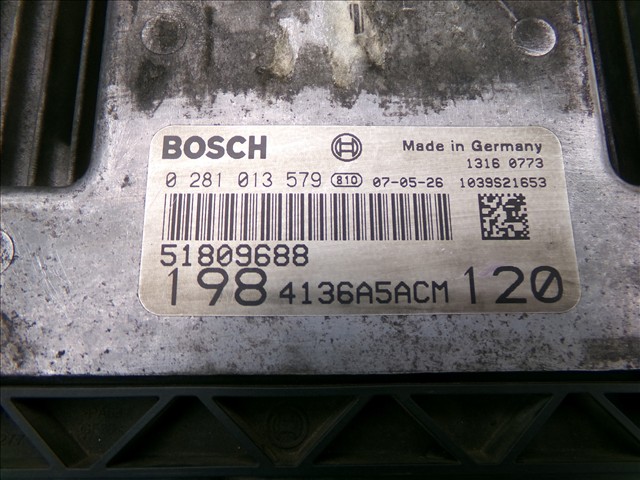 BOSCH Made in Germany
1316 0773
0 281 013 579 810 07-05-26 1039S21653
51809688
198 4136A5ACM 120